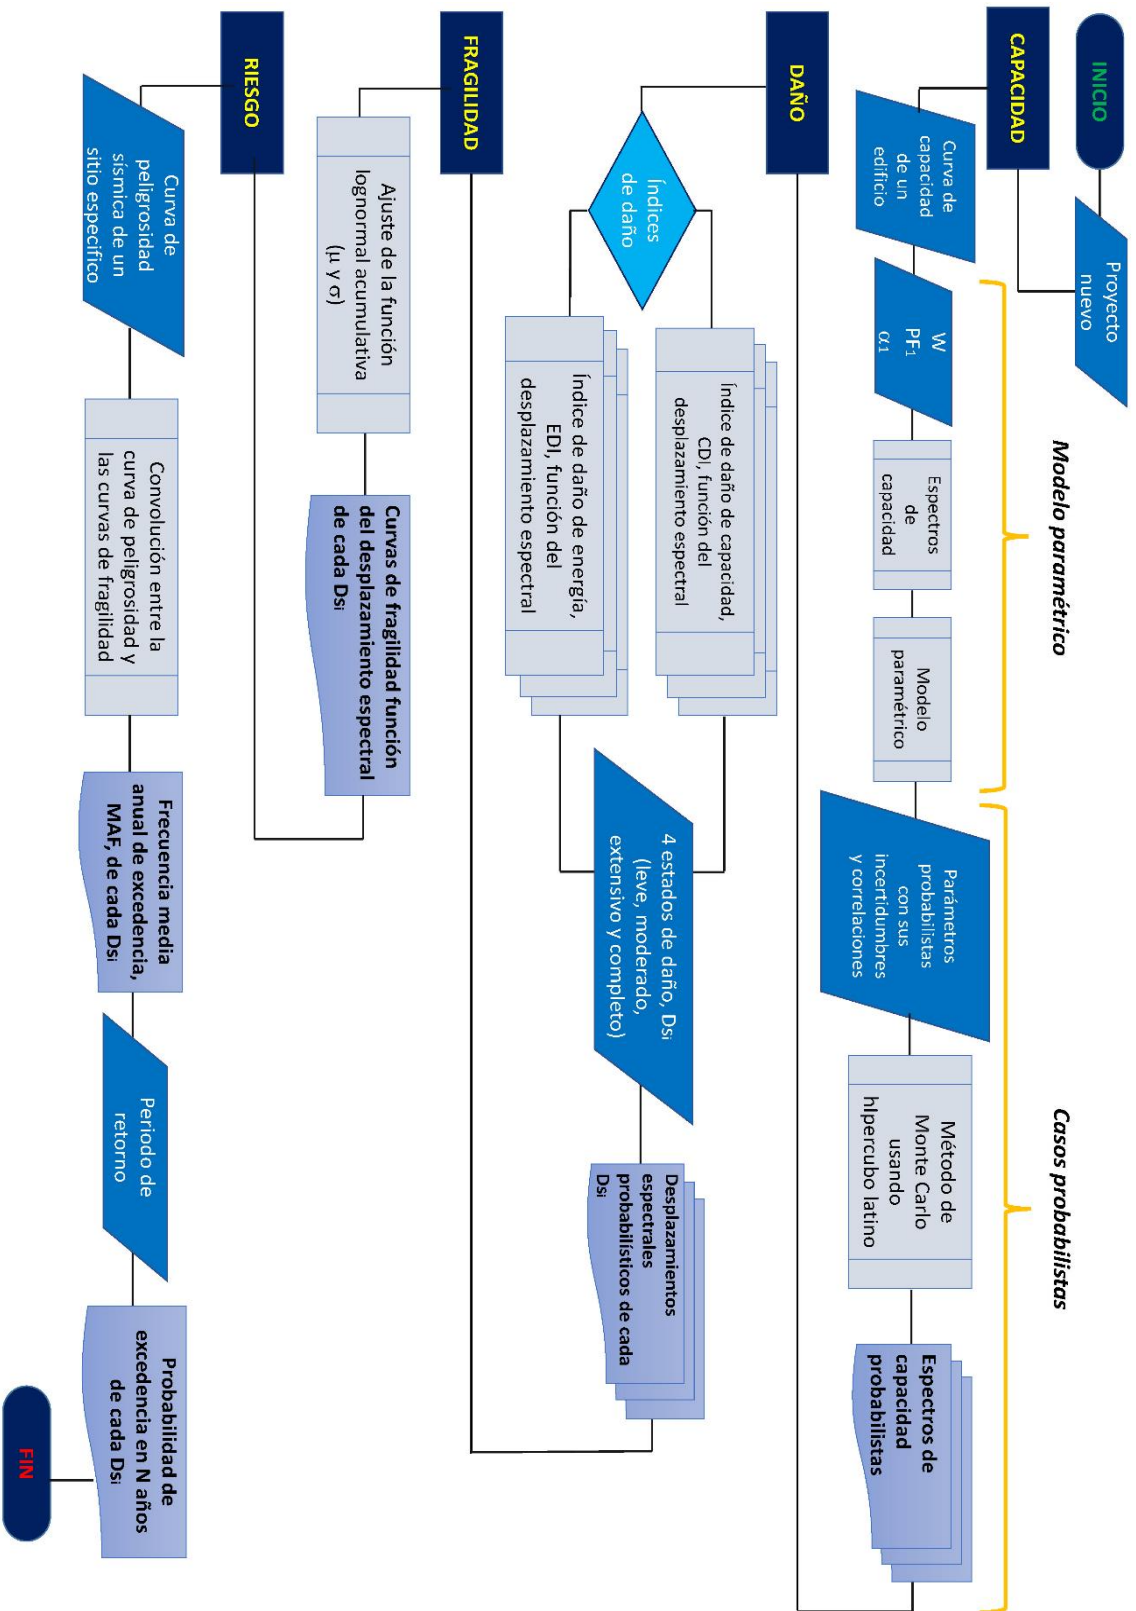 INICIO
Proyecto
nuevo
Modelo paramétrico
Casos probabilistas
CAPACIDAD
Curva de
capacidad
de un
edificio
W
PF1
α1
Espectros
de
capacidad
Modelo
paramétrico
Parámetros
probabilistas
con sus
incertidumbres
y correlaciones
Método de
Monte Carlo
usando
hIpercubo latino
Espectros de
capacidad
probabilistas
DAÑO
Índices
de daño
Índice de daño de capacidad,
CDI, función del
desplazamiento espectral
Índice de daño de energía,
EDI, función del
desplazamiento espectral
4 estados de daño, Dsi
(leve, moderado,
extensivo y completo)
Desplazamientos
espectrales
probabilísticos de cada
Dsi
FRAGILIDAD
Ajuste de la función
lognormal acumulativa
(μ y σ)
Curvas de fragilidad función
del desplazamiento espectral
de cada Dsi
RIESGO
Curva de
peligrosidad
sísmica de un
sitio especifico
Convolución entre la
curva de peligrosidad y
las curvas de fragilidad
Frecuencia media
anual de excedencia,
MAF, de cada Dsi
Periodo de
retorno
Probabilidad de
excedencia en N años
de cada Dsi
FIN